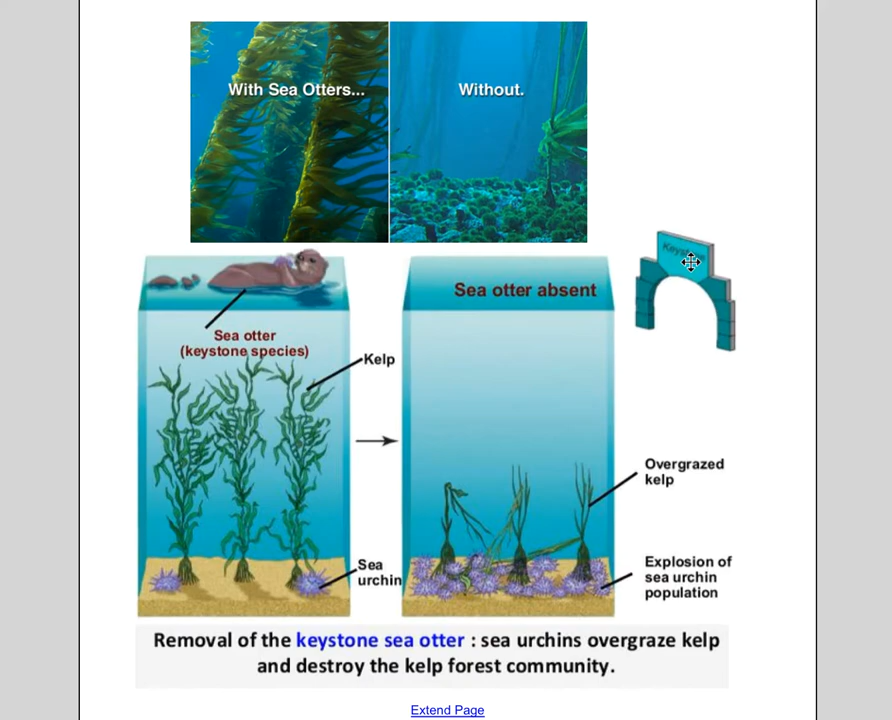 With Sea Otters...
Without.
Sea otter absent
Sea otter
(keystone species)
Kelp
Overgrazed
kelp
Sea
urchin
Explosion of
sea urchin
population
Removal of the keystone sea otter : sea urchins overgraze kelp
and destroy the kelp forest community.
Extend Page